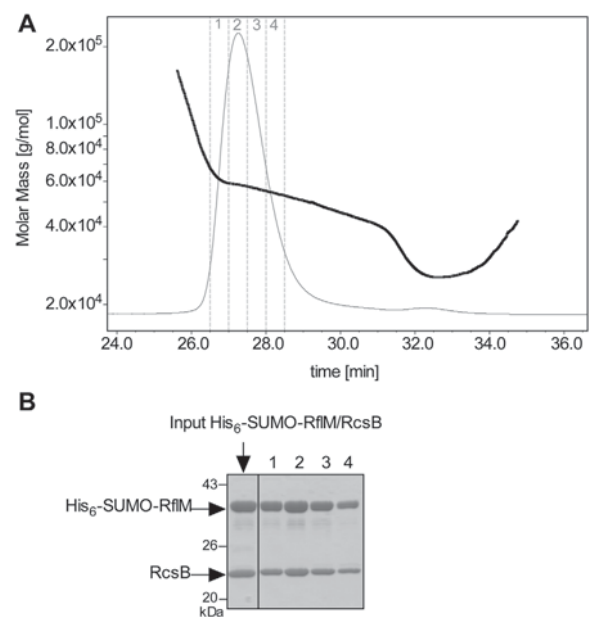 A
1 2 3 4
2.0x10⁵
1.0x10⁵
8.0x10⁴
6.0x10⁴
4.0x10⁴
2.0x10⁴
Molar Mass [g/mol]
24.0 26.0 28.0 30.0 32.0 34.0 36.0
time [min]
B
Input His₆-SUMO-RflM/RcsB
1 2 3 4
43
His₆-SUMO-RflM
26
RcsB
20
kDa